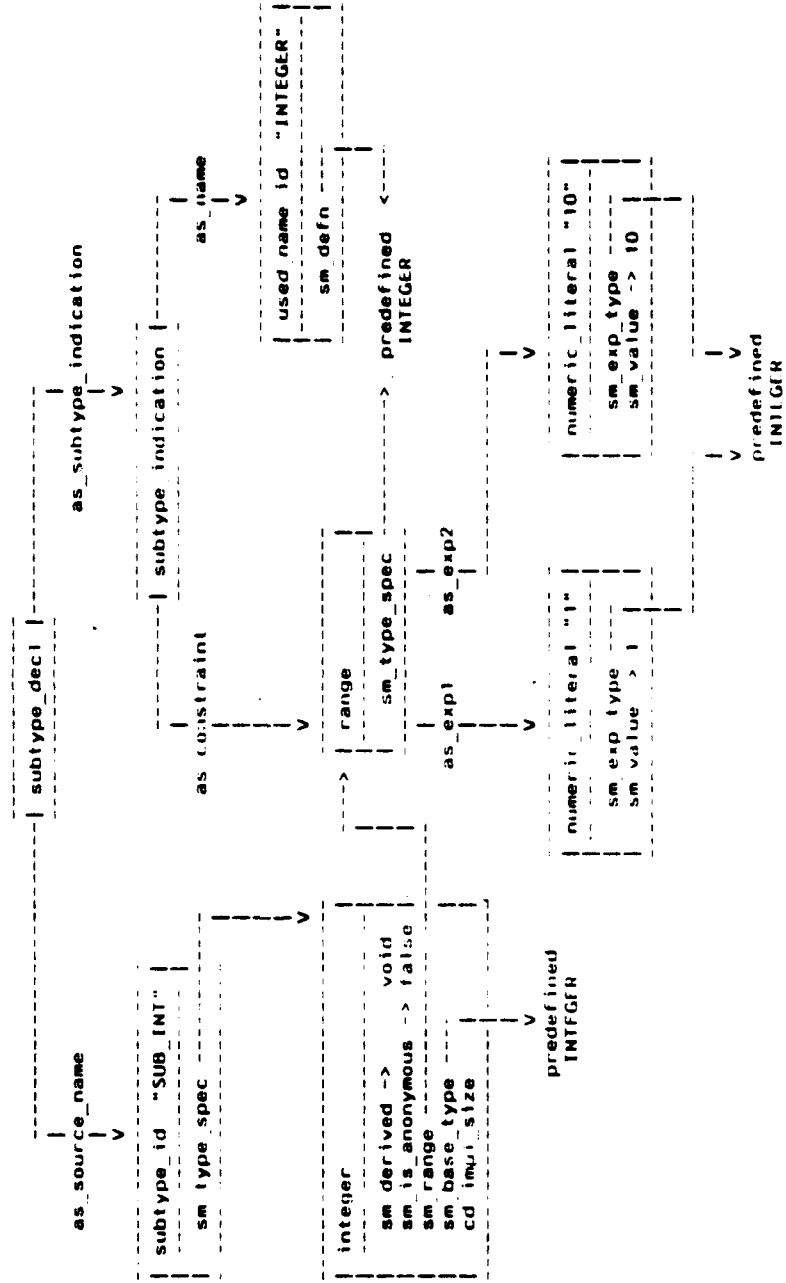 subtype_decl
as_source_name
as_subtype_indication
subtype_id "SUB_INT"
sm_type_spec
subtype_indication
as_constraint
as_name
integer
sm_derived -> void
sm_is_anonymous -> false
sm_range
sm_base_type
cd_impl_size
range
sm_type_spec
used_name_id "INTEGER"
sm_defn
predefined
INTEGER
as_exp1
as_exp2
predefined
INTEGER
numeric_literal "1"
sm_exp_type
sm_value -> 1
numeric_literal "10"
sm_exp_type
sm_value -> 10
predefined
INTEGER